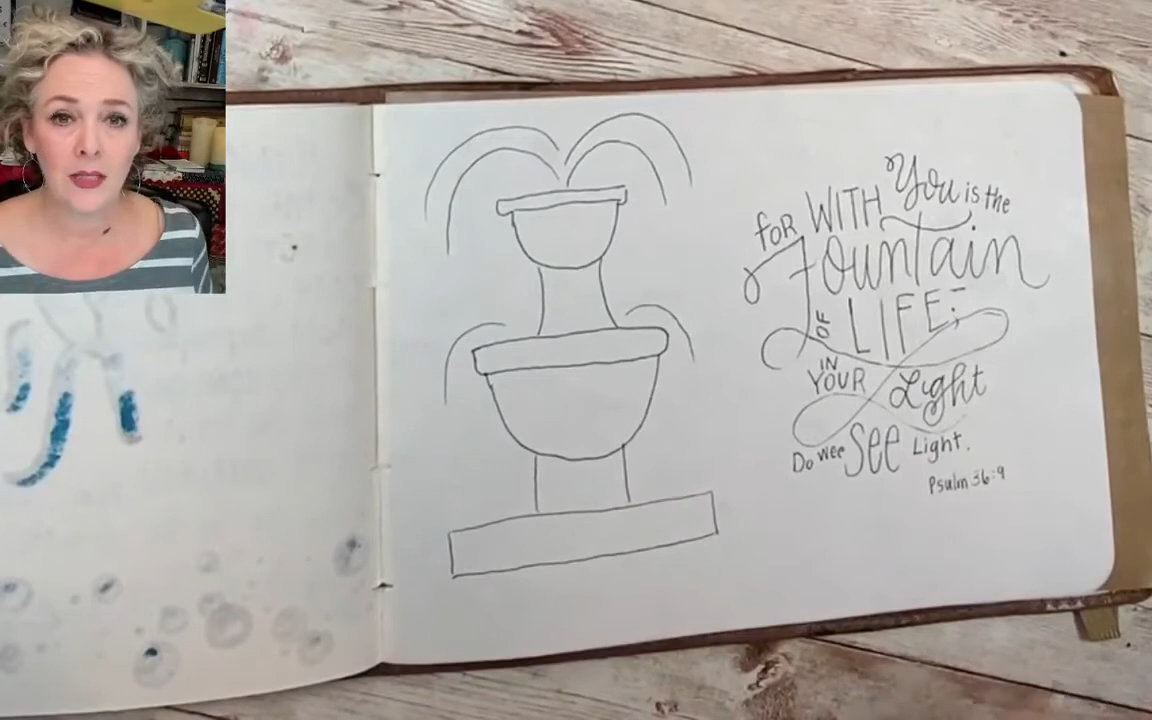 for WITH You is the
Fountain
OF LIFE;
IN
YOUR Light
Do wee See Light.
Psalm 36:9